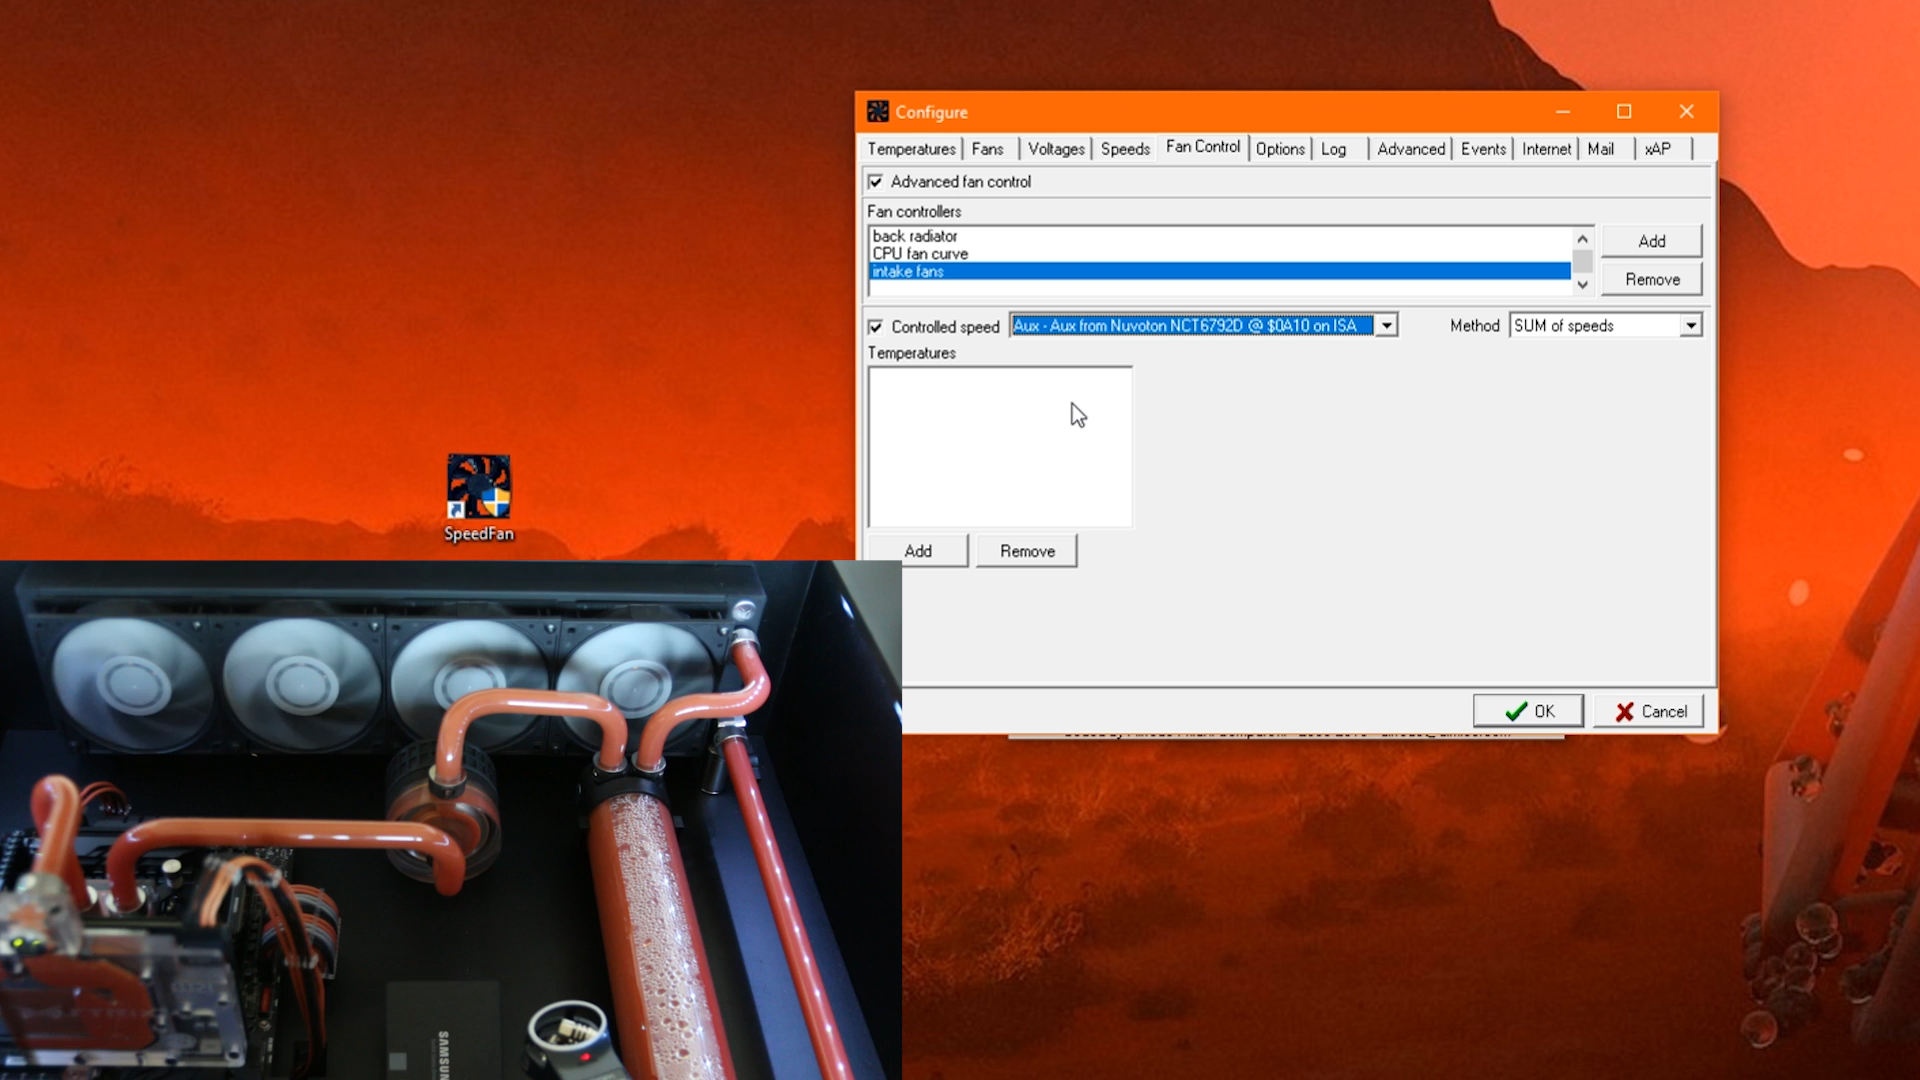 Configure
Temperatures Fans Voltages Speeds Fan Control Options Log Advanced Events Internet Mail xAP
Advanced fan control
Fan controllers
back radiator
CPU fan curve
intake fans
Add
Remove
Controlled speed Aux - Aux from Nuvoton NCT6792D @ $0A10 on ISA Method SUM of speeds
Temperatures
Add Remove
OK Cancel
SpeedFan
SAMSUN